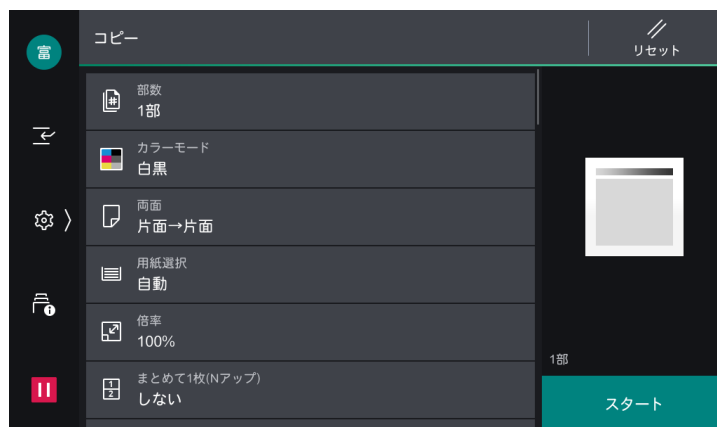 富
コピー
リセット
部数
1部
カラーモード
白黒
両面
片面→片面
用紙選択
自動
倍率
100%
まとめて1枚(Nアップ)
1
2
しない
1部
スタート